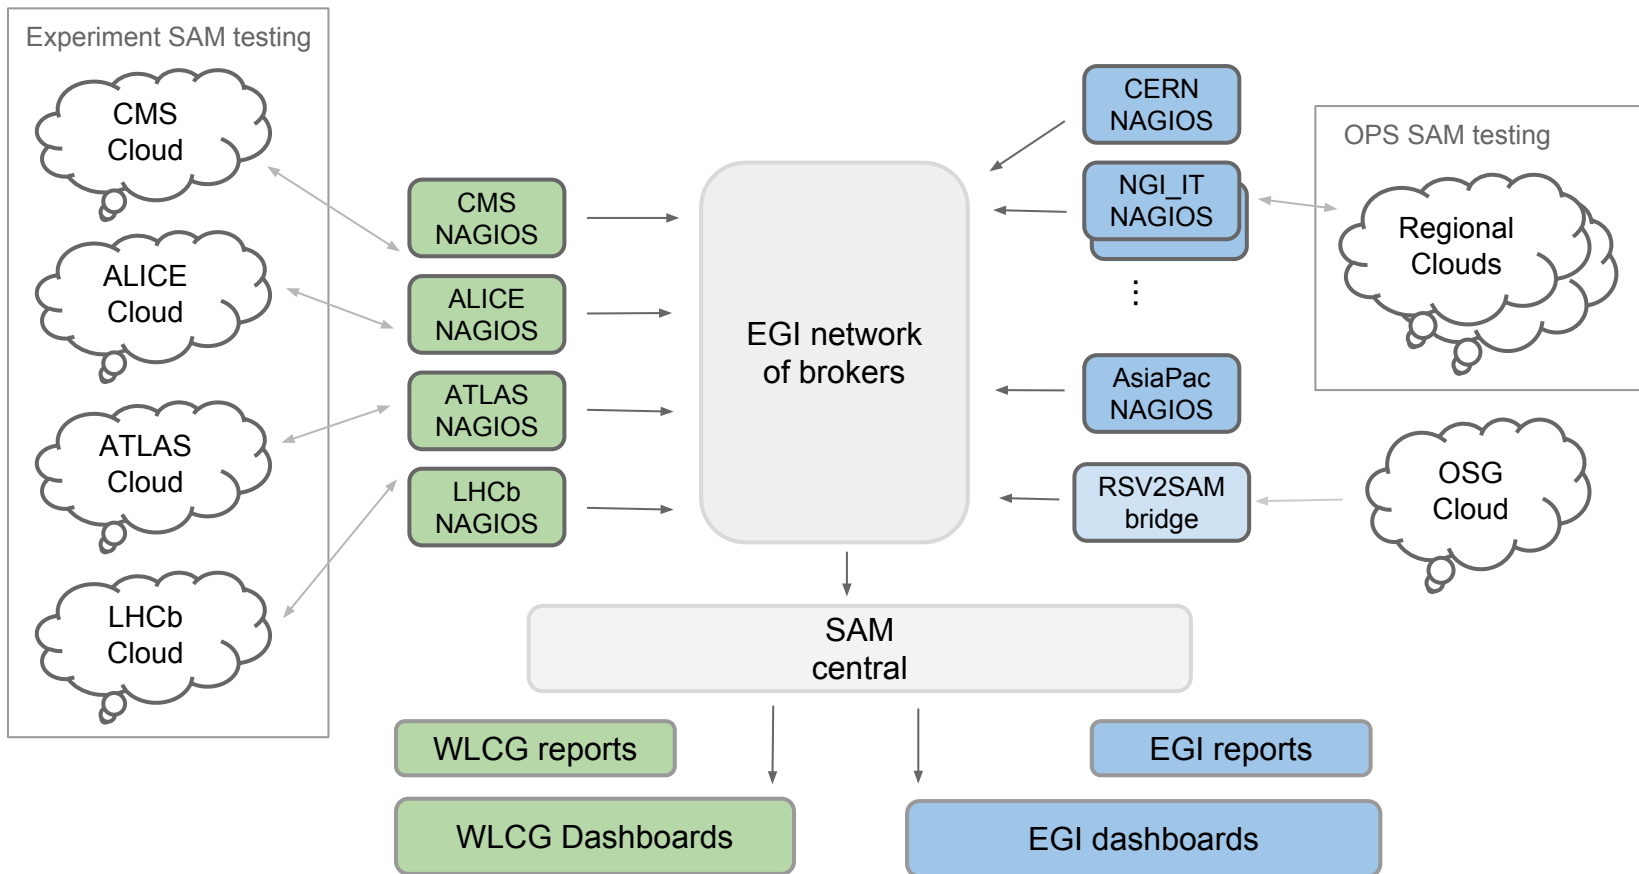 Experiment SAM testing
CMS
Cloud
ALICE
Cloud
ATLAS
Cloud
LHCb
Cloud
CMS
NAGIOS
ALICE
NAGIOS
ATLAS
NAGIOS
LHCb
NAGIOS
EGI network
of brokers
CERN
NAGIOS
NGI_IT
NAGIOS
...
AsiaPac
NAGIOS
RSV2SAM
bridge
OPS SAM testing
Regional
Clouds
OSG
Cloud
SAM
central
WLCG reports
EGI reports
WLCG Dashboards
EGI dashboards